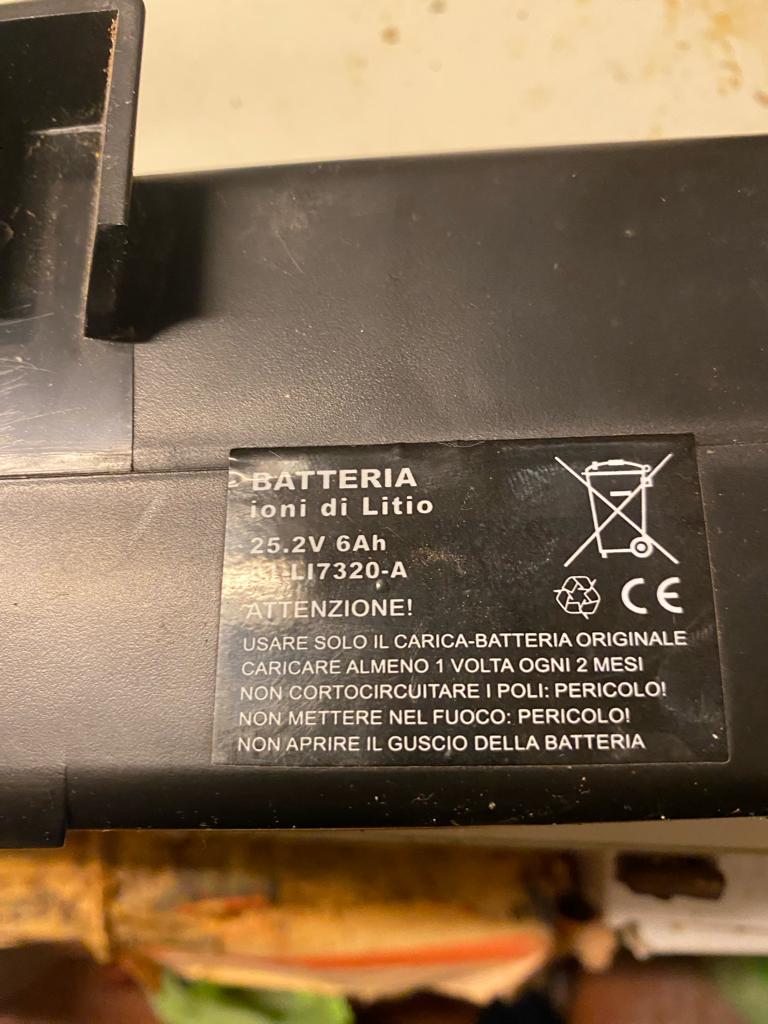 BATTERIA
ioni di Litio
25.2V 6Ah
LI7320-A
ATTENZIONE!
CE
USARE SOLO IL CARICA-BATTERIA ORIGINALE
CARICARE ALMENO 1 VOLTA OGNI 2 MESI
NON CORTOCIRCUITARE I POLI: PERICOLO!
NON METTERE NEL FUOCO: PERICOLO!
NON APRIRE IL GUSCIO DELLA BATTERIA